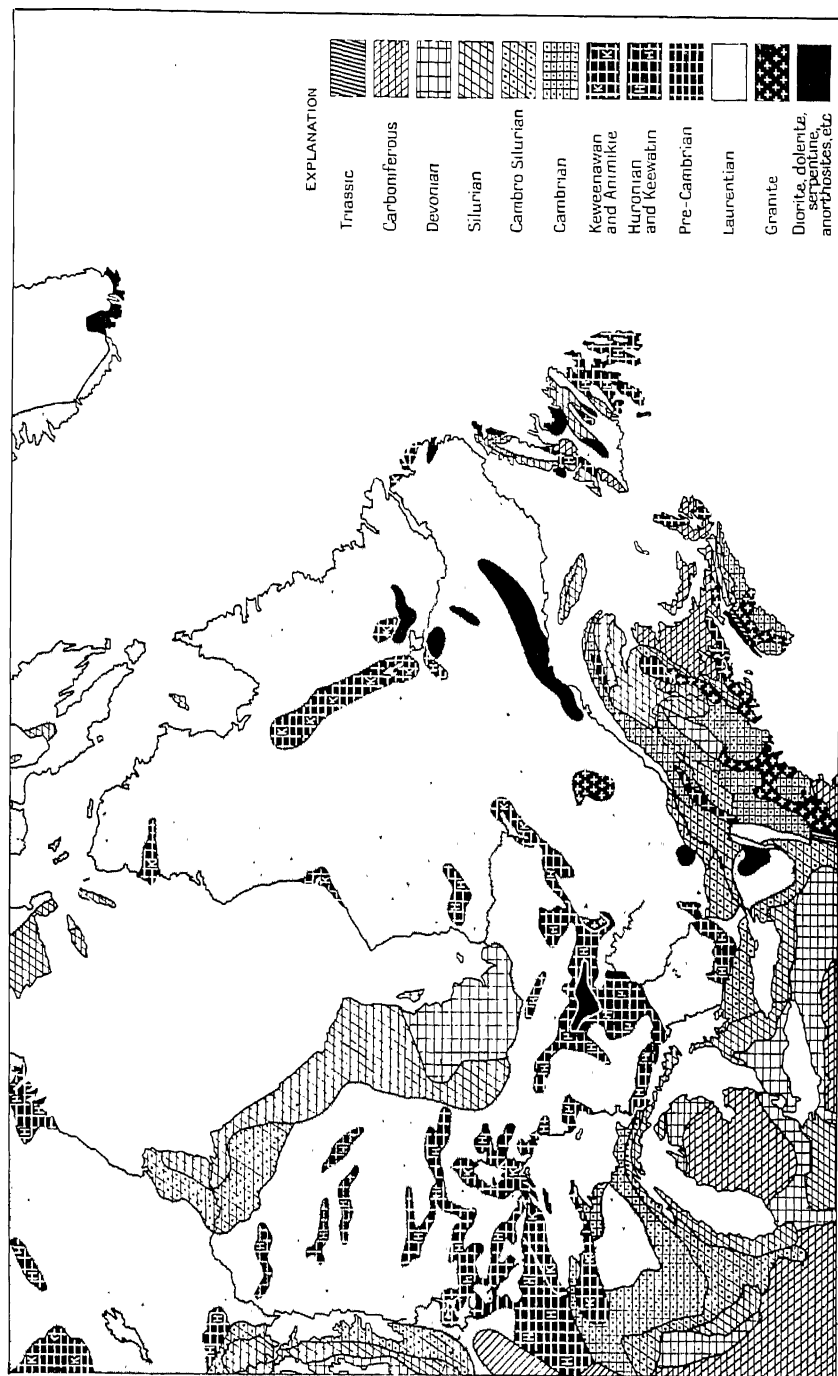 EXPLANATION
Triassic
Carboniferous
Devonian
Silurian
Cambro Silurian
Cambrian
Keweenawan
and Animikie
K K
Huronian
and Keewatin
H H
Pre-Cambrian
Laurentian
Granite
Diorite, dolerite,
serpentine,
anorthosites, etc